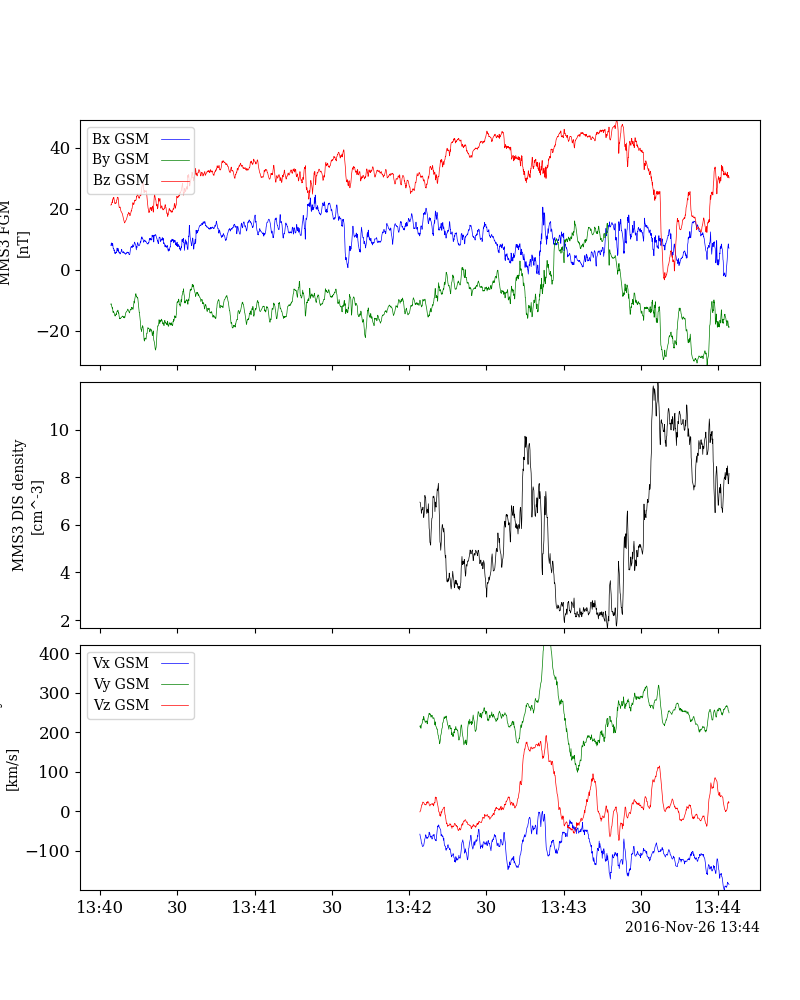 40
20
0
−20
MMS3 FGM
[nT]
Bx GSM
By GSM
Bz GSM
10
8
6
4
2
MMS3 DIS density
[cm^-3]
400
300
200
100
0
−100
[km/s]
Vx GSM
Vy GSM
Vz GSM
13:40 30 13:41 30 13:42 30 13:43 30 13:44
2016-Nov-26 13:44